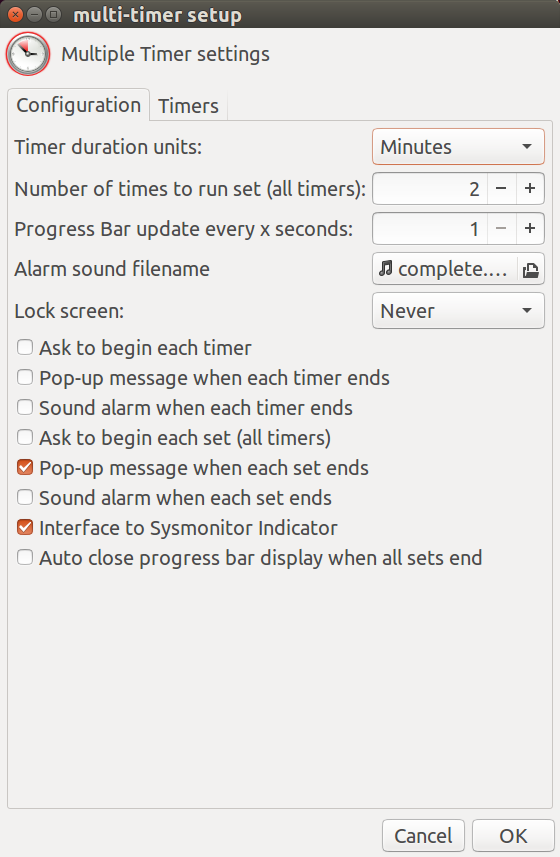 multi-timer setup
Multiple Timer settings
Configuration Timers
Timer duration units: Minutes
Number of times to run set (all timers): 2 − +
Progress Bar update every x seconds: 1 − +
Alarm sound filename complete....
Lock screen: Never
Ask to begin each timer
Pop-up message when each timer ends
Sound alarm when each timer ends
Ask to begin each set (all timers)
Pop-up message when each set ends
Sound alarm when each set ends
Interface to Sysmonitor Indicator
Auto close progress bar display when all sets end
Cancel OK